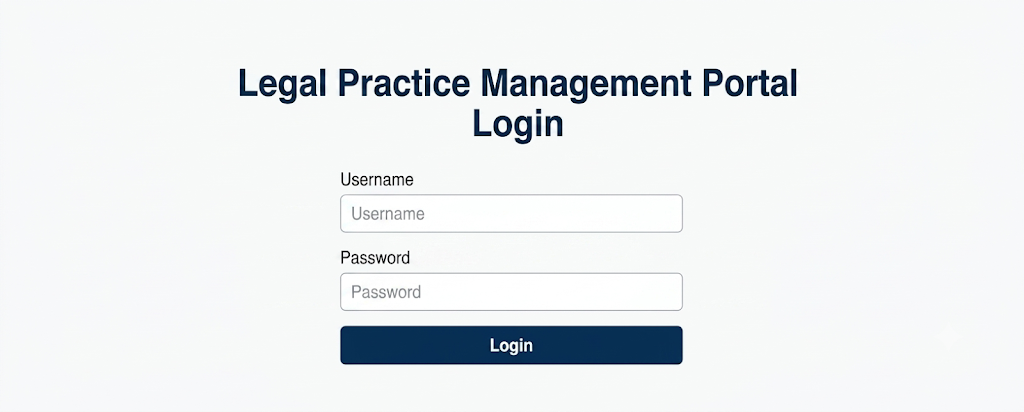 Legal Practice Management Portal
Login
Username
Username
Password
Password
Login